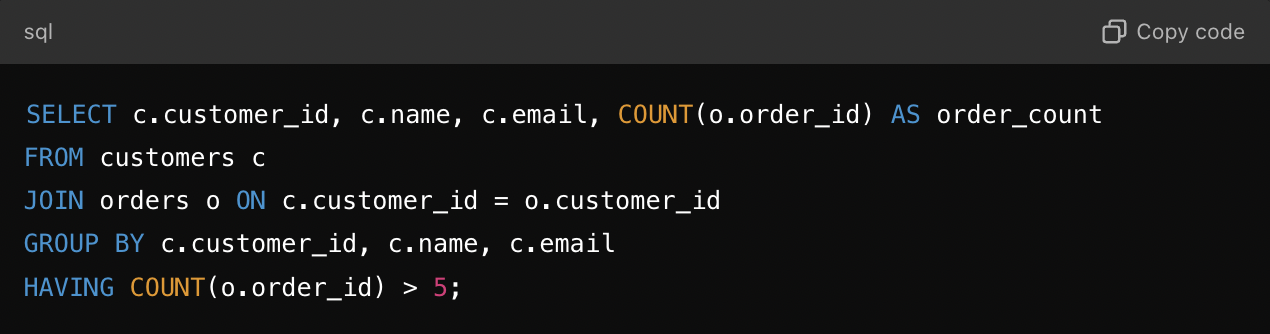 sql
Copy code
SELECT c.customer_id, c.name, c.email, COUNT(o.order_id) AS order_count
FROM customers c
JOIN orders o ON c.customer_id = o.customer_id
GROUP BY c.customer_id, c.name, c.email
HAVING COUNT(o.order_id) > 5;